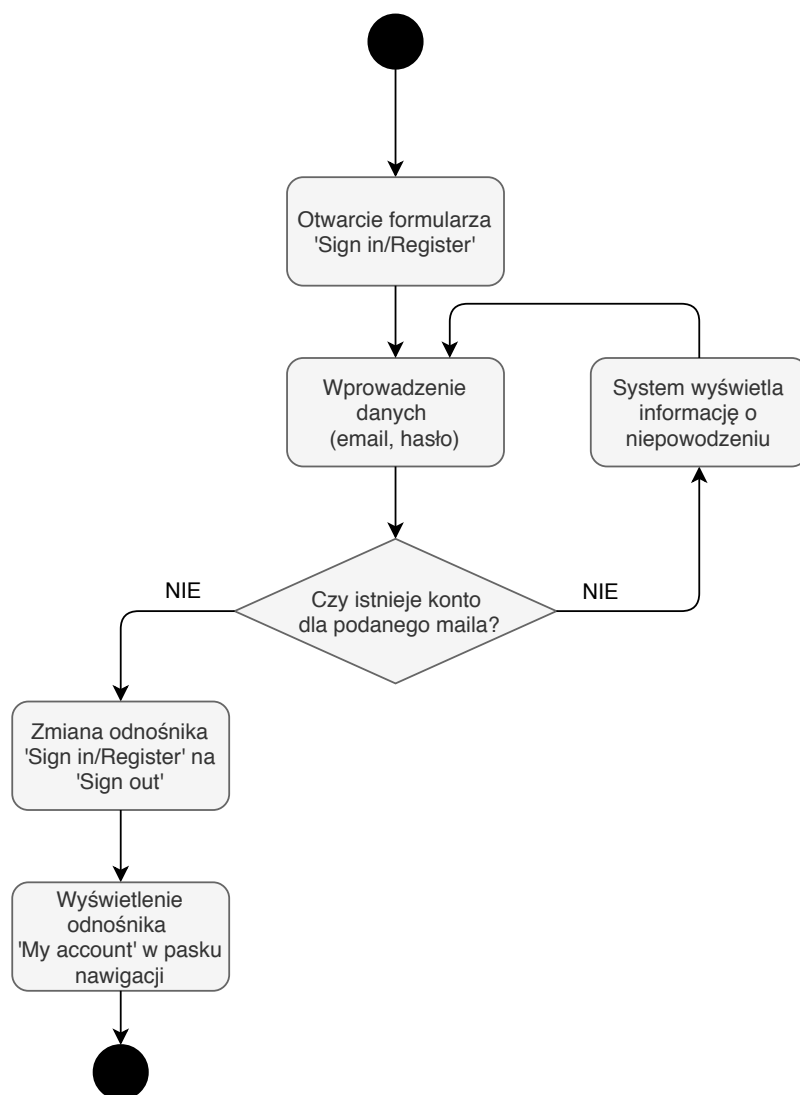 Otwarcie formularza
'Sign in/Register'
Wprowadzenie
danych
(email, hasło)
System wyświetla
informację o
niepowodzeniu
NIE
Czy istnieje konto
dla podanego maila?
NIE
Zmiana odnośnika
'Sign in/Register' na
'Sign out'
Wyświetlenie
odnośnika
'My account' w pasku
nawigacji